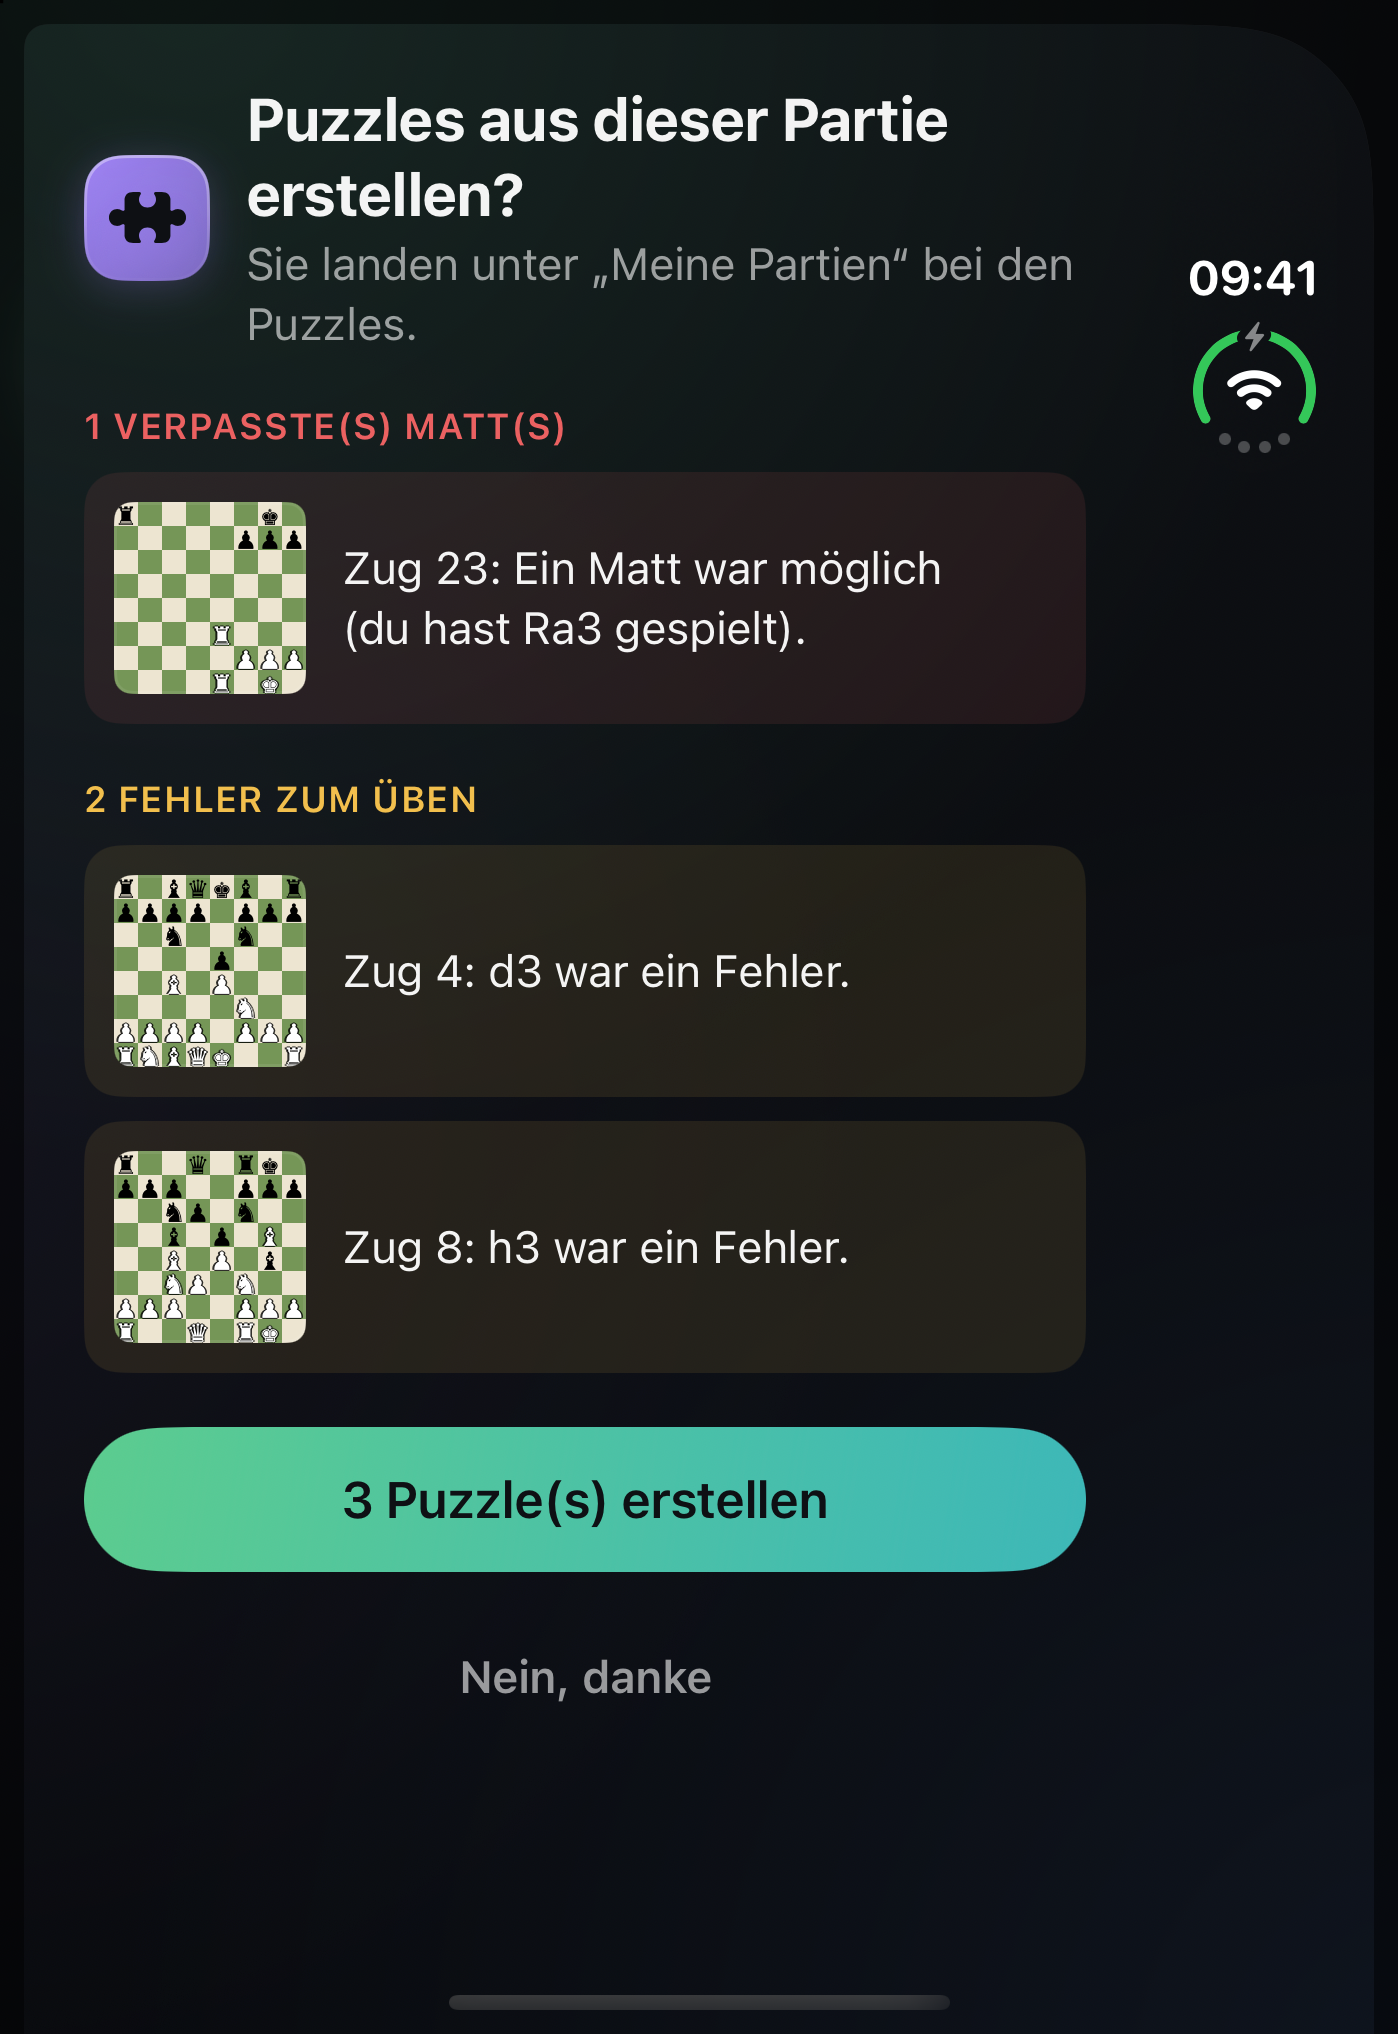 Puzzles aus dieser Partie
erstellen?
Sie landen unter „Meine Partien“ bei den
Puzzles.
09:41
1 VERPASSTE(S) MATT(S)
Zug 23: Ein Matt war möglich
(du hast Ra3 gespielt).
2 FEHLER ZUM ÜBEN
Zug 4: d3 war ein Fehler.
Zug 8: h3 war ein Fehler.
3 Puzzle(s) erstellen
Nein, danke